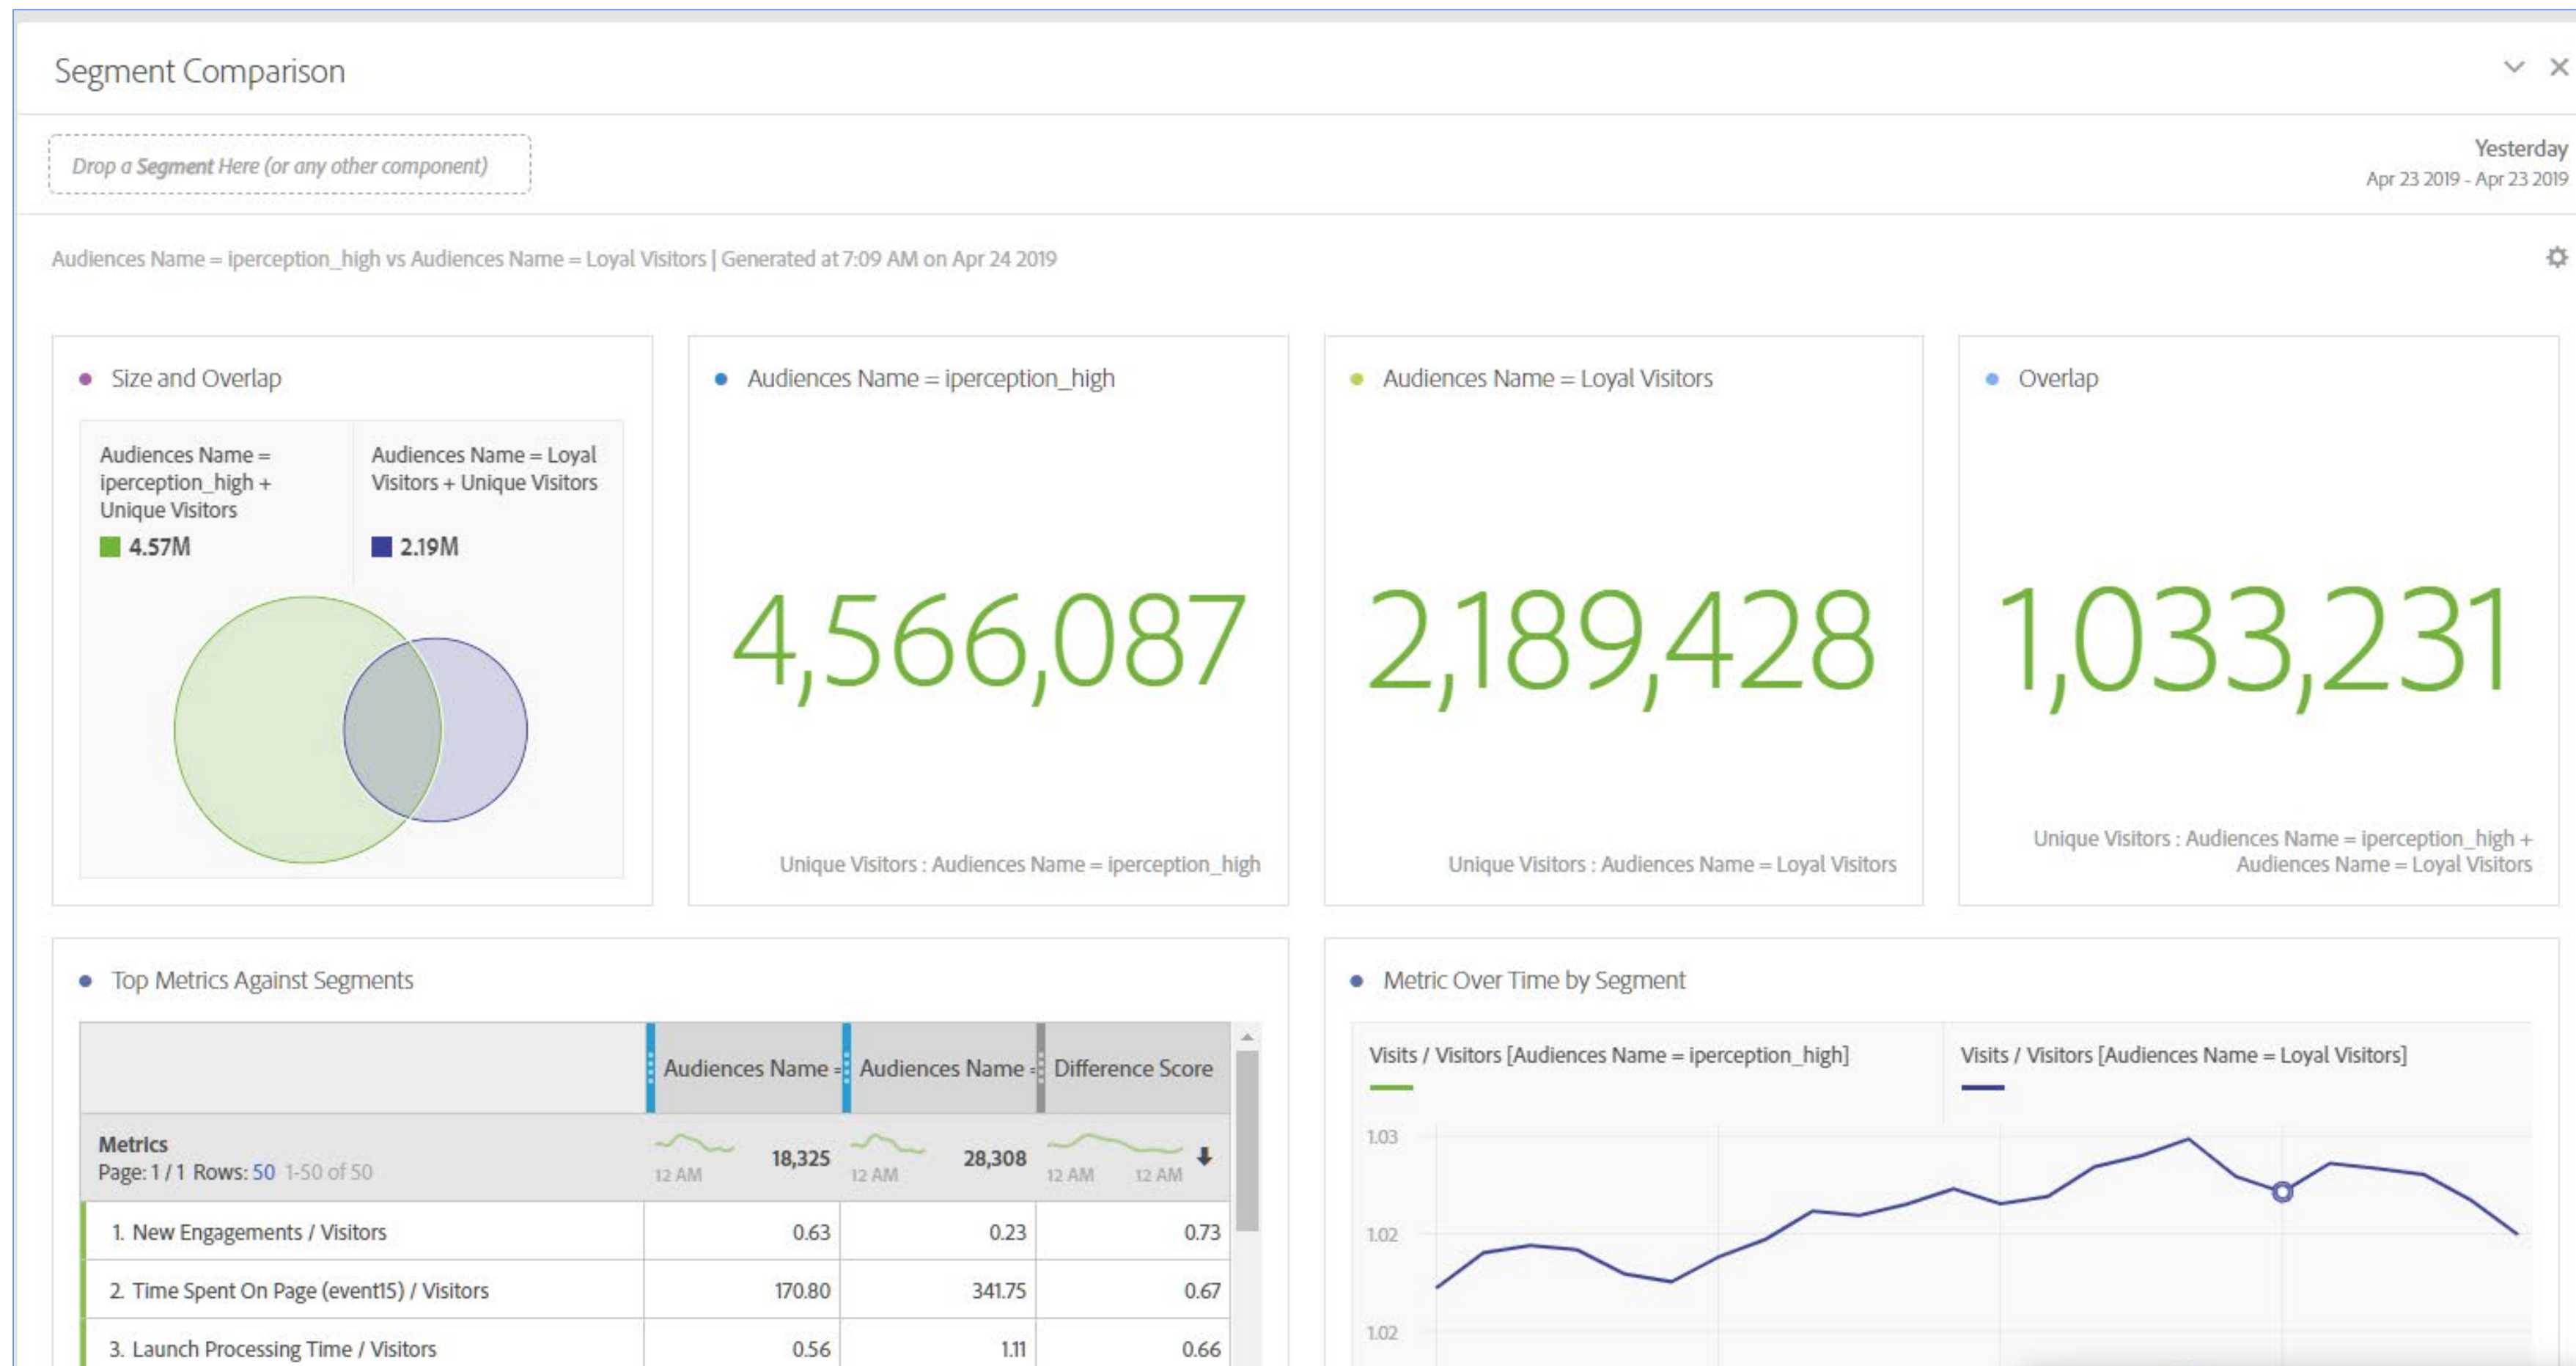 Segment Comparison
Drop a Segment Here (or any other component)
Yesterday
Apr 23 2019 - Apr 23 2019
Audiences Name = iperception_high vs Audiences Name = Loyal Visitors | Generated at 7:09 AM on Apr 24 2019
Size and Overlap
Audiences Name =
iperception_high +
Unique Visitors
4.57M
Audiences Name = Loyal
Visitors + Unique Visitors
2.19M
Audiences Name = iperception_high
4,566,087
Unique Visitors : Audiences Name = iperception_high
Audiences Name = Loyal Visitors
2,189,428
Unique Visitors : Audiences Name = Loyal Visitors
Overlap
1,033,231
Unique Visitors : Audiences Name = iperception_high +
Audiences Name = Loyal Visitors
Top Metrics Against Segments
Audiences Name = Audiences Name = Difference Score
Metrics
Page: 1 / 1 Rows: 50 1-50 of 50
12 AM 18,325 12 AM 28,308 12 AM 12 AM
1. New Engagements / Visitors 0.63 0.23 0.73
2. Time Spent On Page (event15) / Visitors 170.80 341.75 0.67
3. Launch Processing Time / Visitors 0.56 1.11 0.66
Metric Over Time by Segment
Visits / Visitors [Audiences Name = iperception_high]
Visits / Visitors [Audiences Name = Loyal Visitors]
1.03
1.02
1.02